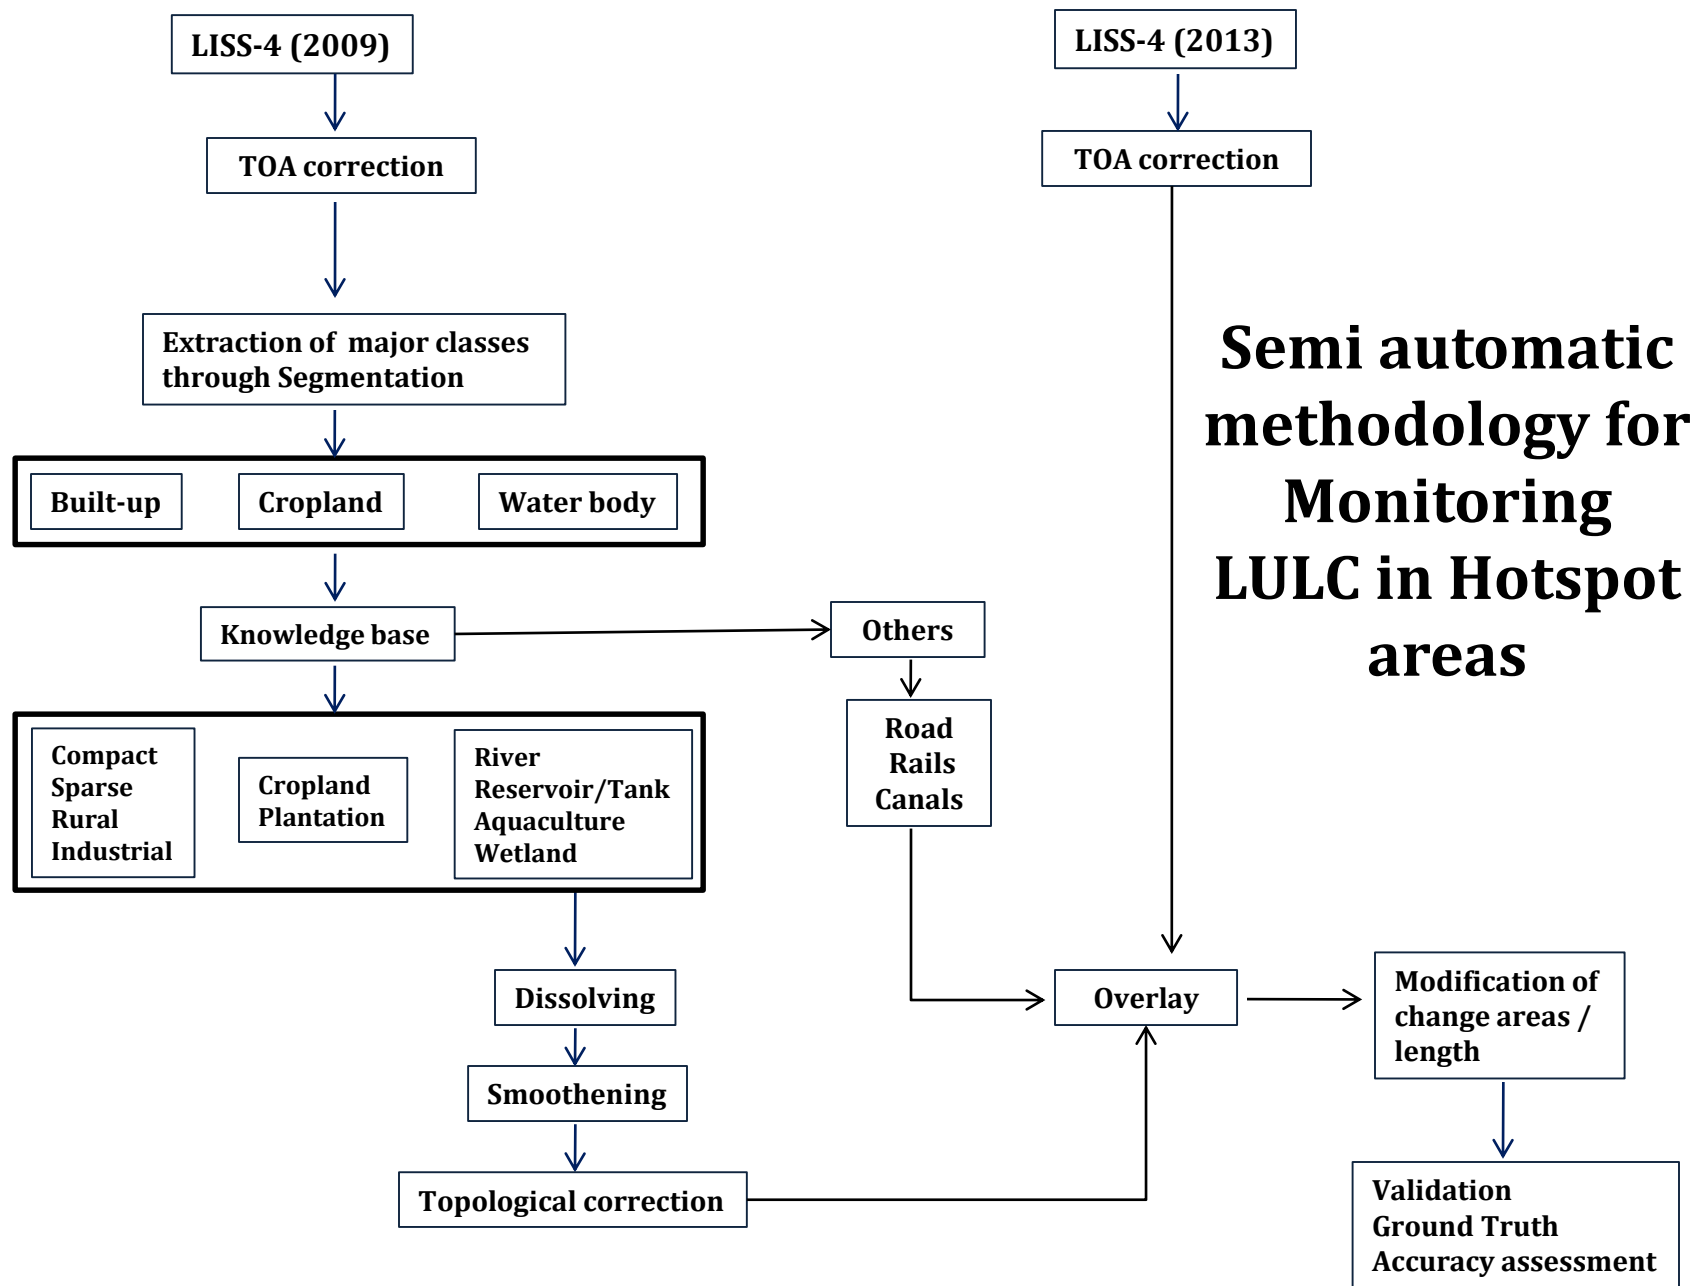 LISS-4 (2009)
LISS-4 (2013)
TOA correction
TOA correction
Extraction of major classes
through Segmentation
Semi automatic
methodology for
Monitoring
LULC in Hotspot
areas
Built-up
Cropland
Water body
Knowledge base
Others
Road
Rails
Canals
Compact
Sparse
Rural
Industrial
Cropland
Plantation
River
Reservoir/Tank
Aquaculture
Wetland
Dissolving
Overlay
Modification of
change areas /
length
Smoothening
Topological correction
Validation
Ground Truth
Accuracy assessment